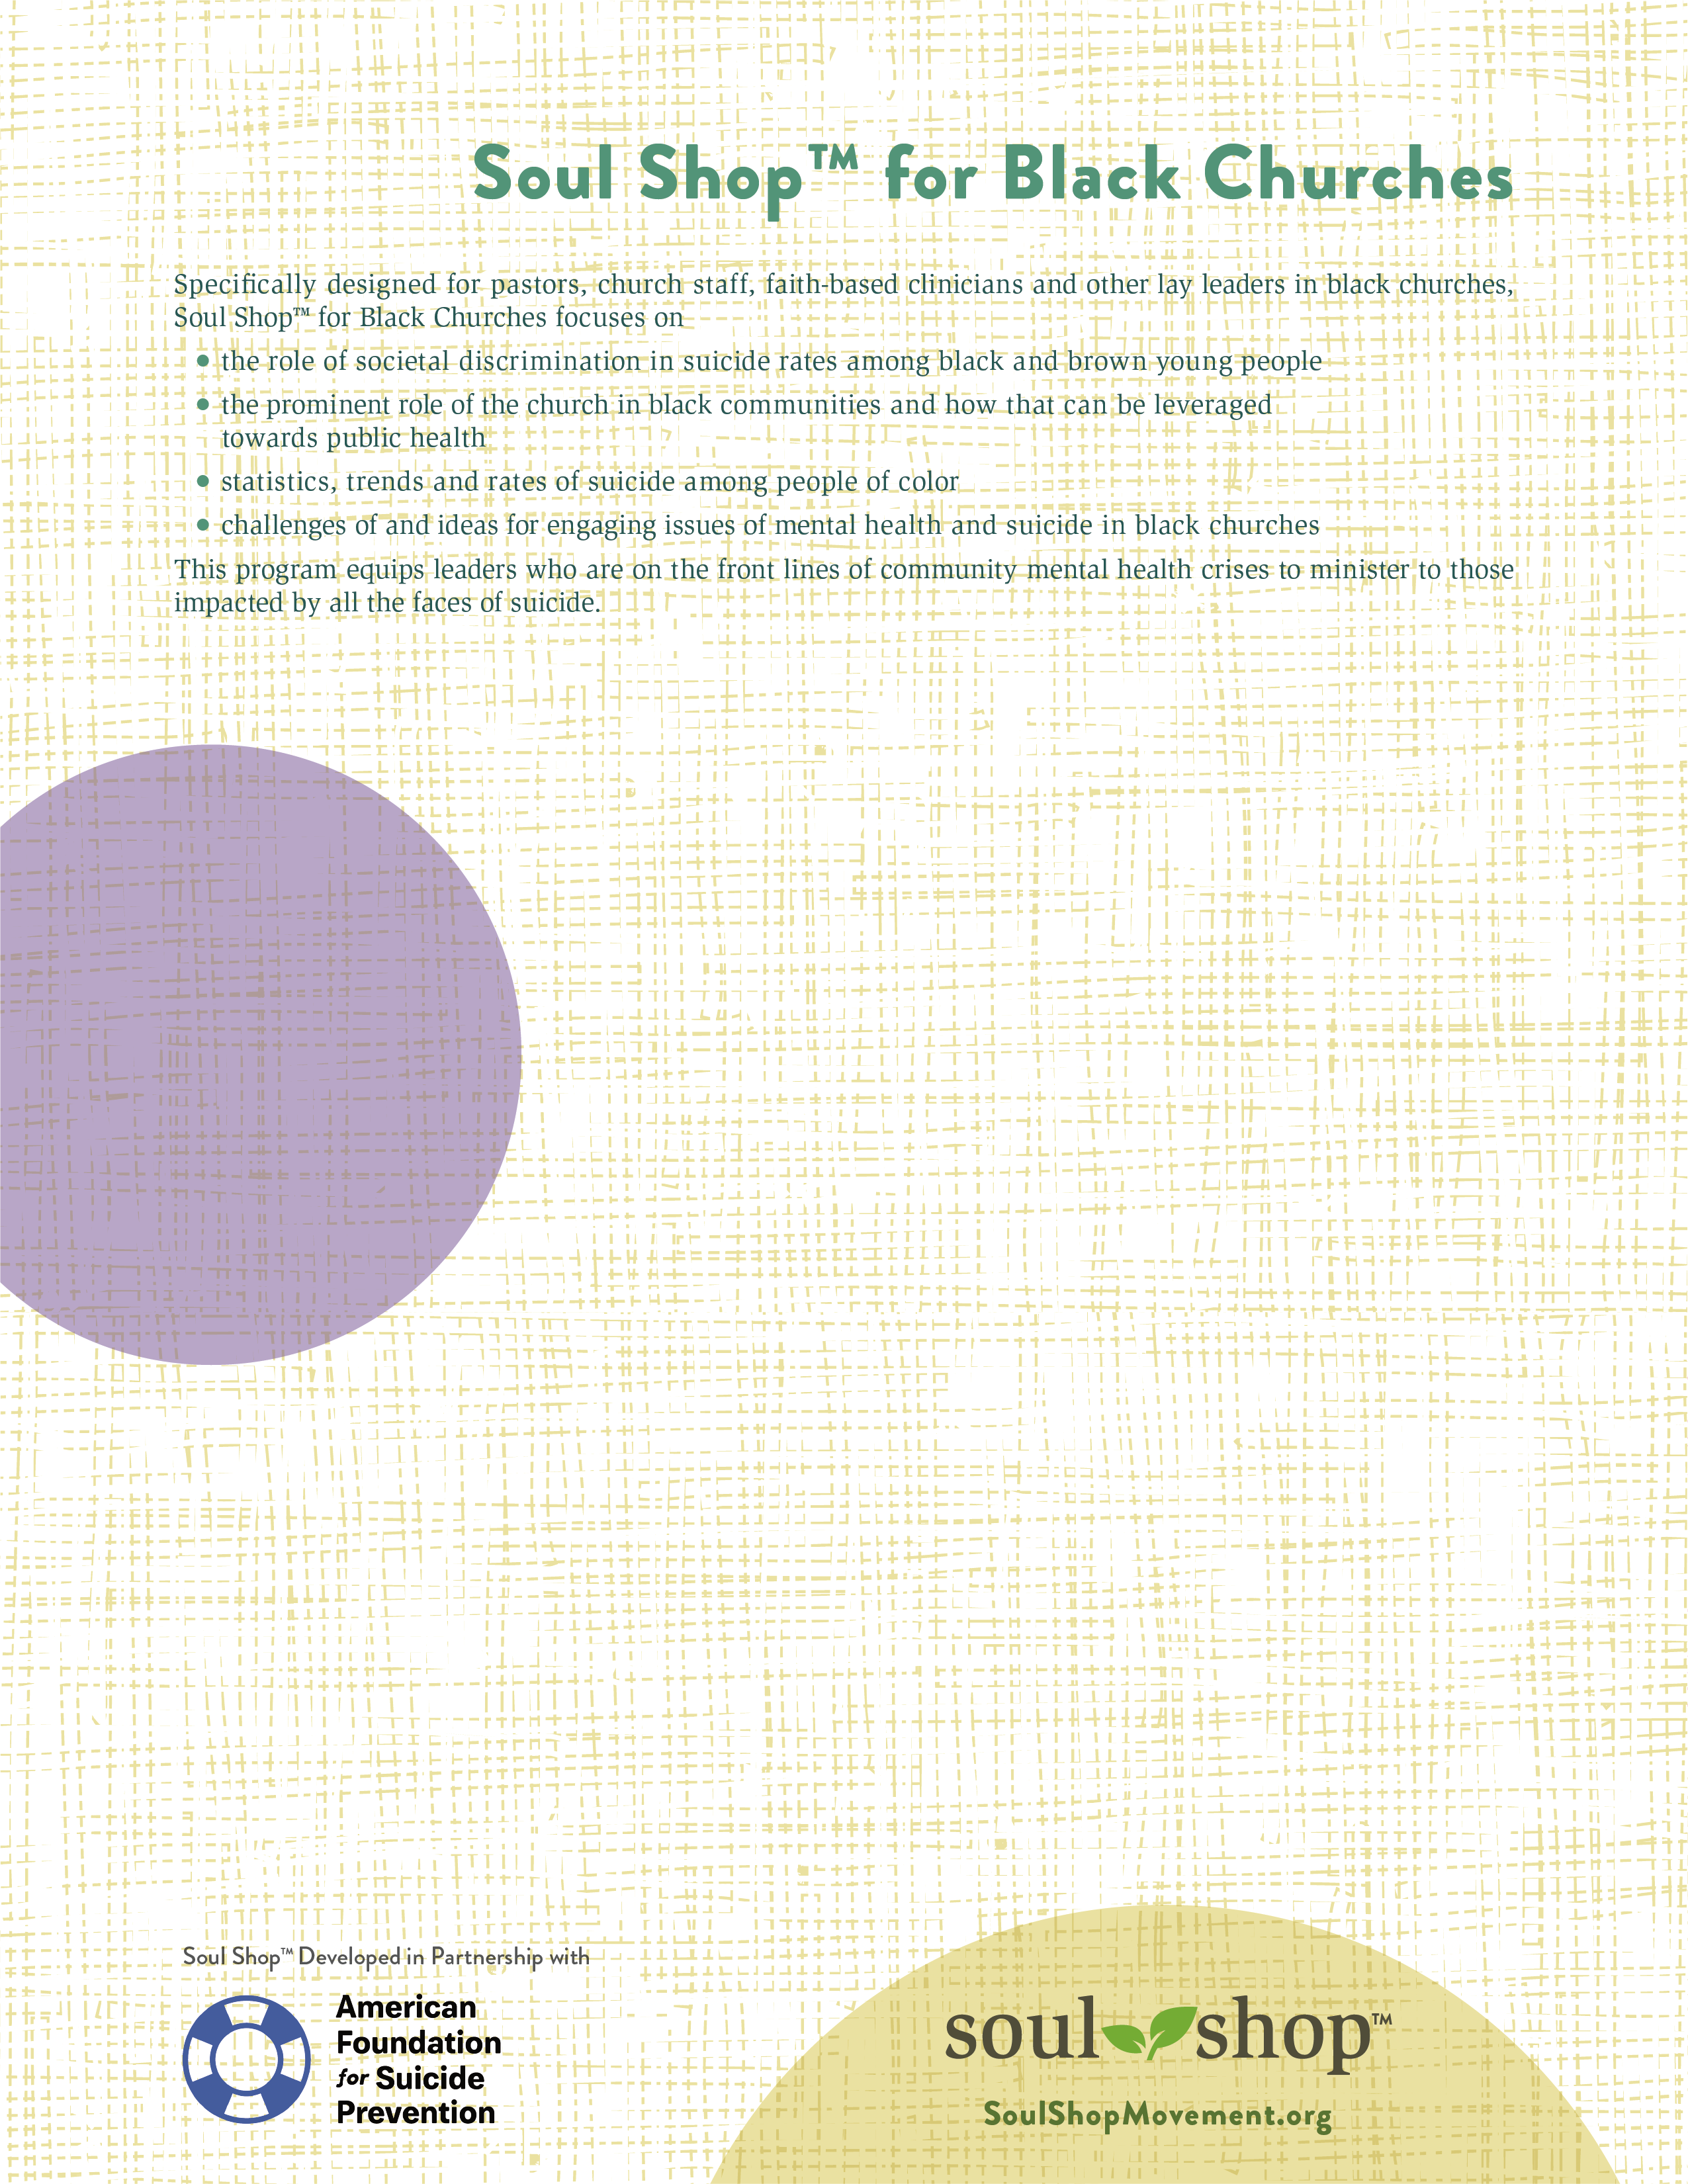 Soul Shop™ for Black Churches
Specifically designed for pastors, church staff, faith-based clinicians and other lay leaders in black churches,
Soul Shop™ for Black Churches focuses on
• the role of societal discrimination in suicide rates among black and brown young people
• the prominent role of the church in black communities and how that can be leveraged
towards public health
• statistics, trends and rates of suicide among people of color
• challenges of and ideas for engaging issues of mental health and suicide in black churches
This program equips leaders who are on the front lines of community mental health crises to minister to those
impacted by all the faces of suicide.
Soul Shop™ Developed in Partnership with
American
Foundation
for Suicide
Prevention
soul shop™
SoulShopMovement.org